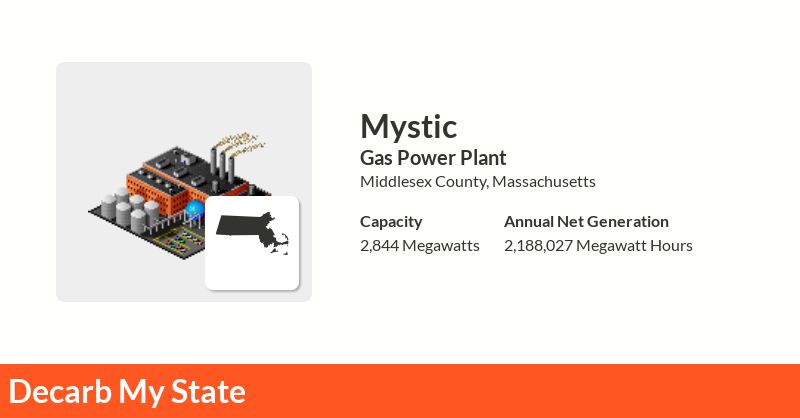 Mystic
Gas Power Plant
Middlesex County, Massachusetts
Capacity
2,844 Megawatts
Annual Net Generation
2,188,027 Megawatt Hours
Decarb My State